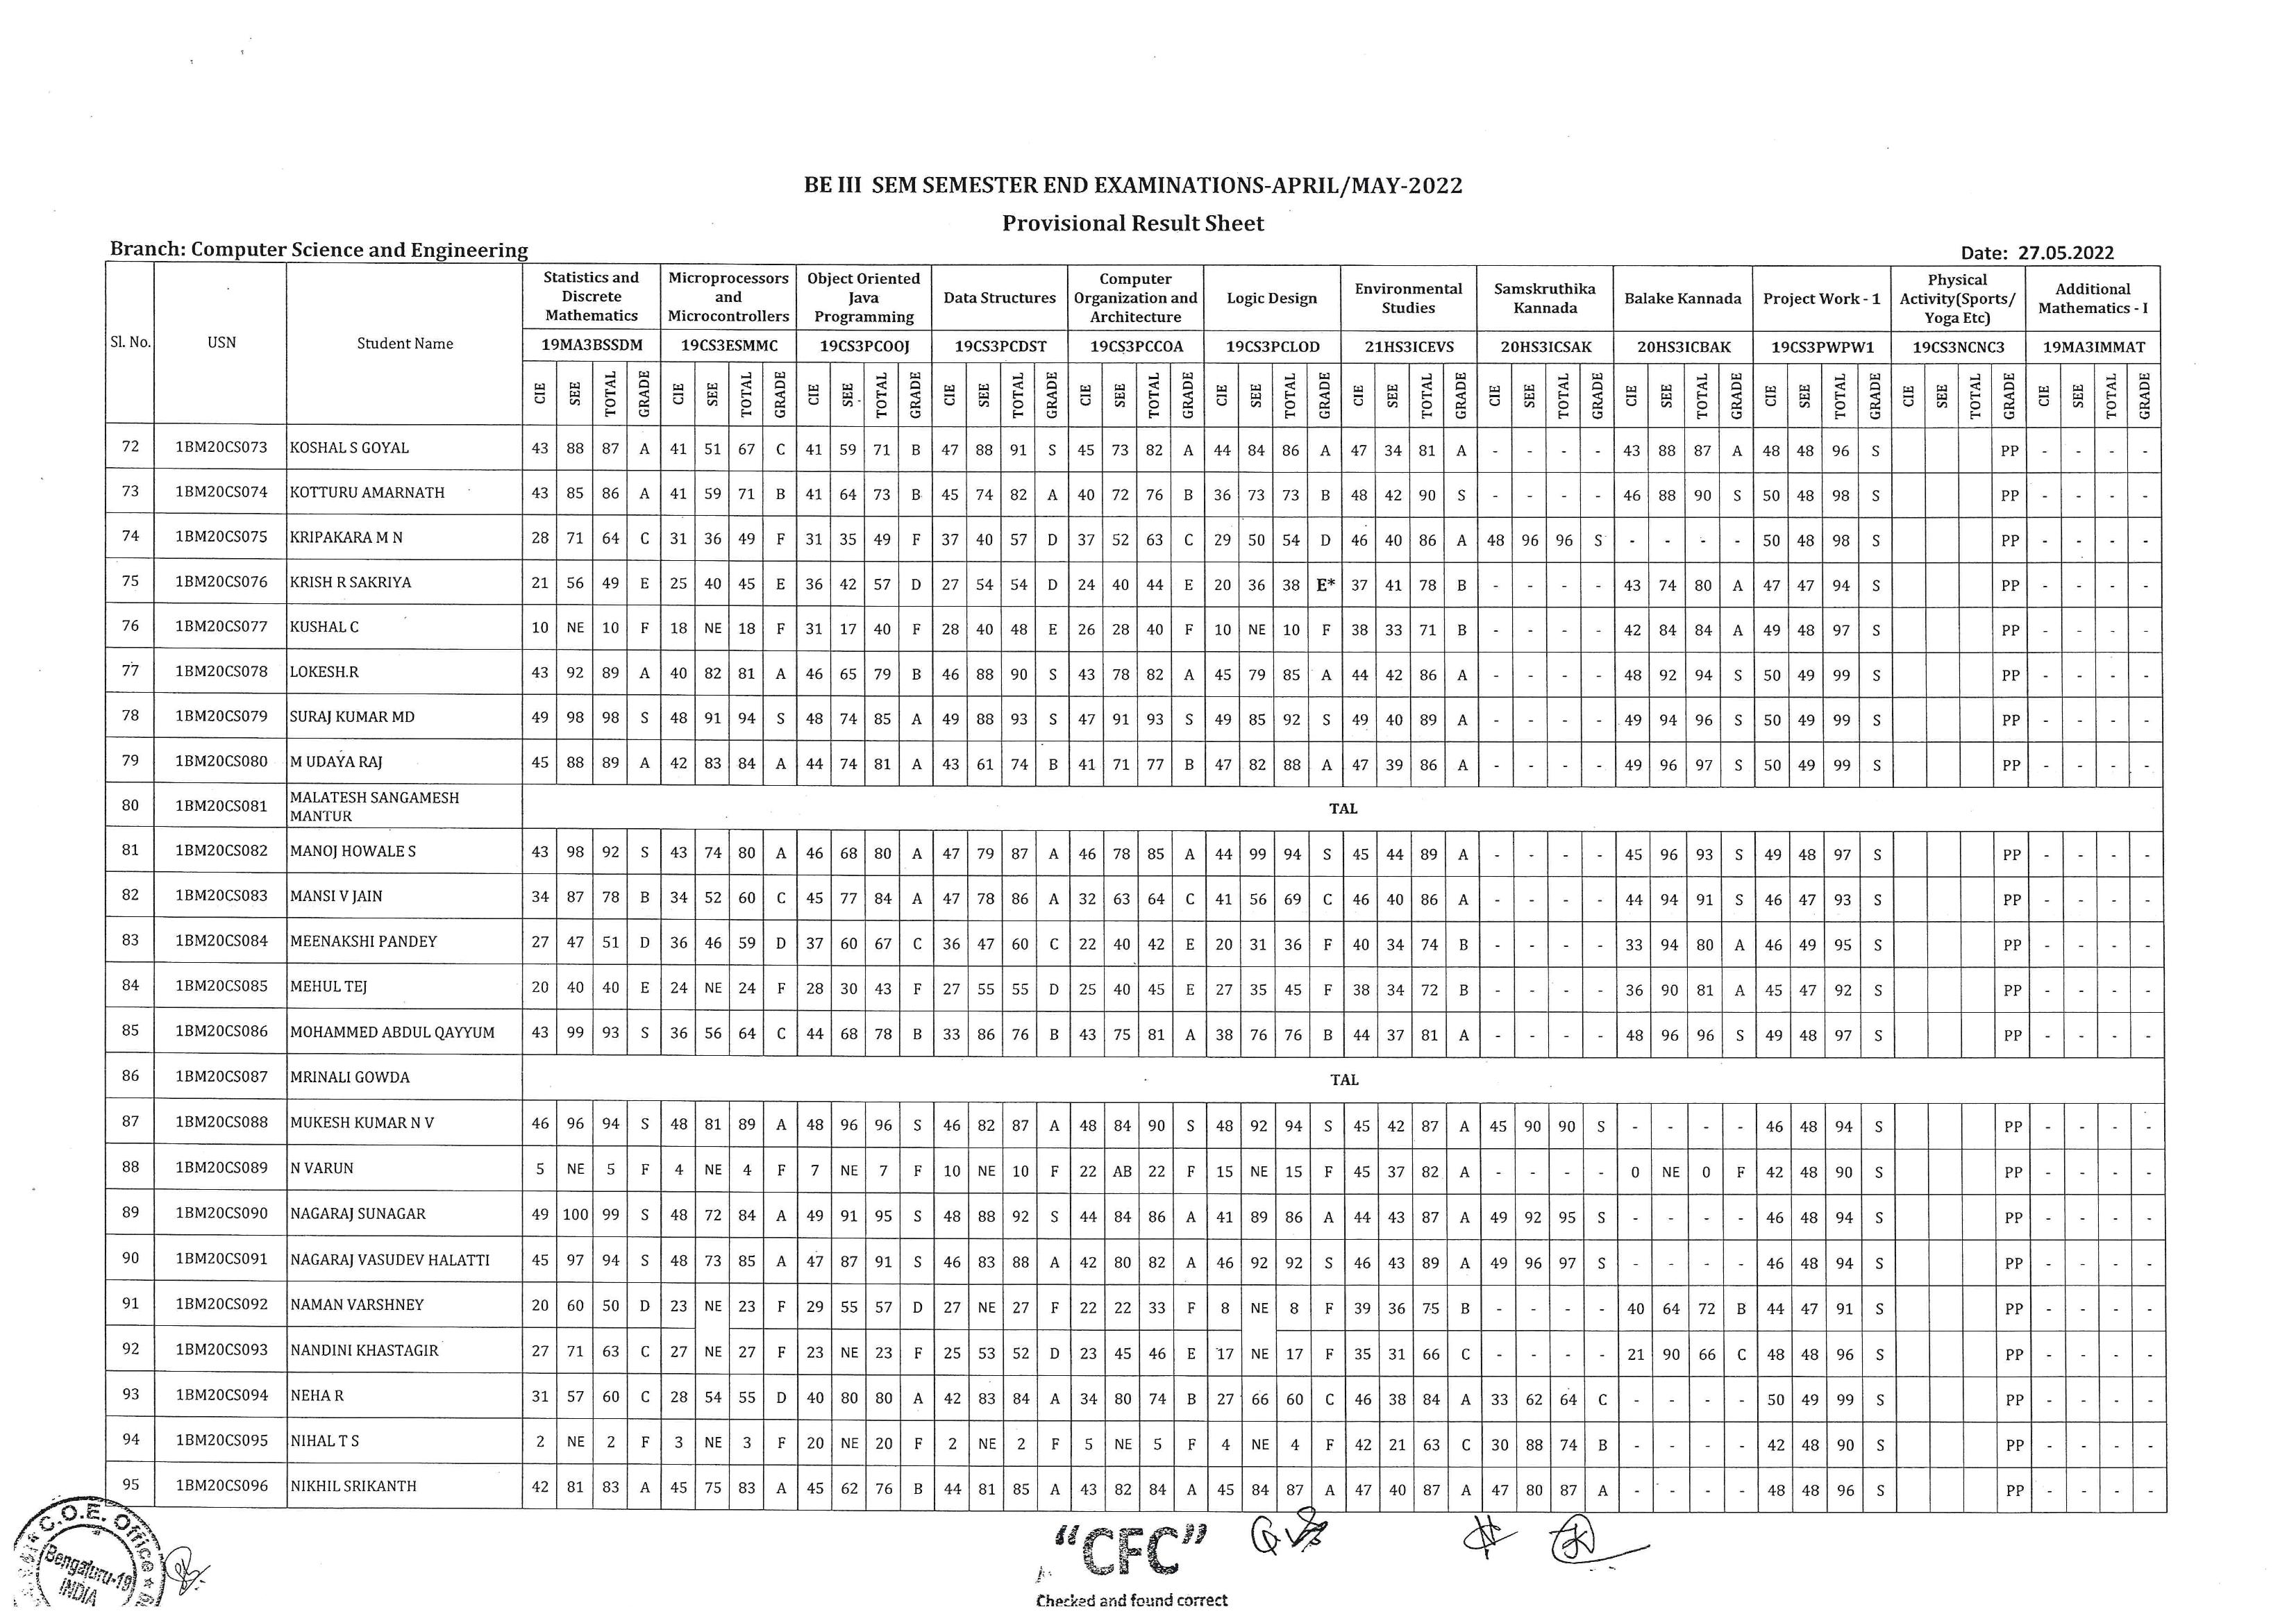 BE III SEM SEMESTER END EXAMINATIONS-APRIL/MAY-2022
Provisional Result Sheet
Branch: Computer Science and Engineering Date: 27.05.2022
Sl. No. USN Student Name Statistics and Discrete Mathematics Microprocessors and Microcontrollers Object Oriented Java Programming Data Structures Computer Organization and Architecture Logic Design Environmental Studies Samskruthika Kannada Balake Kannada Project Work - 1 Physical Activity(Sports/ Yoga Etc) Additional Mathematics - I
19MA3BSSDM 19CS3ESMMC 19CS3PCOOJ 19CS3PCDST 19CS3PCCOA 19CS3PCLOD 21HS3ICEVS 20HS3ICSAK 20HS3ICBAK 19CS3PWPW1 19CS3NCNC3 19MA3IMMAT
CIE SEE TOTAL GRADE CIE SEE TOTAL GRADE CIE SEE TOTAL GRADE CIE SEE TOTAL GRADE CIE SEE TOTAL GRADE CIE SEE TOTAL GRADE CIE SEE TOTAL GRADE CIE SEE TOTAL GRADE CIE SEE TOTAL GRADE CIE SEE TOTAL GRADE CIE SEE TOTAL GRADE CIE SEE TOTAL GRADE
72 1BM20CS073 KOSHAL S GOYAL 43 88 87 A 41 51 67 C 41 59 71 B 47 88 91 S 45 73 82 A 44 84 86 A 47 34 81 A - - - - 43 88 87 A 48 48 96 S PP - - - -
73 1BM20CS074 KOTTURU AMARNATH 43 85 86 A 41 59 71 B 41 64 73 B 45 74 82 A 40 72 76 B 36 73 73 B 48 42 90 S - - - - 46 88 90 S 50 48 98 S PP - - - -
74 1BM20CS075 KRIPAKARA M N 28 71 64 C 31 36 49 F 31 35 49 F 37 40 57 D 37 52 63 C 29 50 54 D 46 40 86 A 48 96 96 S - - - - 50 48 98 S PP - - - -
75 1BM20CS076 KRISH R SAKRIYA 21 56 49 E 25 40 45 E 36 42 57 D 27 54 54 D 24 40 44 E 20 36 38 E* 37 41 78 B - - - - 43 74 80 A 47 47 94 S PP - - - -
76 1BM20CS077 KUSHAL C 10 NE 10 F 18 NE 18 F 31 17 40 F 28 40 48 E 26 28 40 F 10 NE 10 F 38 33 71 B - - - - 42 84 84 A 49 48 97 S PP - - - -
77 1BM20CS078 LOKESH.R 43 92 89 A 40 82 81 A 46 65 79 B 46 88 90 S 43 78 82 A 45 79 85 A 44 42 86 A - - - - 48 92 94 S 50 49 99 S PP - - - -
78 1BM20CS079 SURAJ KUMAR MD 49 98 98 S 48 91 94 S 48 74 85 A 49 88 93 S 47 91 93 S 49 85 92 S 49 40 89 A - - - - 49 94 96 S 50 49 99 S PP - - - -
79 1BM20CS080 M UDAYA RAJ 45 88 89 A 42 83 84 A 44 74 81 A 43 61 74 B 41 71 77 B 47 82 88 A 47 39 86 A - - - - 49 96 97 S 50 49 99 S PP - - - -
80 1BM20CS081 MALATESH SANGAMESH MANTUR TAL
81 1BM20CS082 MANOJ HOWALE S 43 98 92 S 43 74 80 A 46 68 80 A 47 79 87 A 46 78 85 A 44 99 94 S 45 44 89 A - - - - 45 96 93 S 49 48 97 S PP - - - -
82 1BM20CS083 MANSI V JAIN 34 87 78 B 34 52 60 C 45 77 84 A 47 78 86 A 32 63 64 C 41 56 69 C 46 40 86 A - - - - 44 94 91 S 46 47 93 S PP - - - -
83 1BM20CS084 MEENAKSHI PANDEY 27 47 51 D 36 46 59 D 37 60 67 C 36 47 60 C 22 40 42 E 20 31 36 F 40 34 74 B - - - - 33 94 80 A 46 49 95 S PP - - - -
84 1BM20CS085 MEHUL TEJ 20 40 40 E 24 NE 24 F 28 30 43 F 27 55 55 D 25 40 45 E 27 35 45 F 38 34 72 B - - - - 36 90 81 A 45 47 92 S PP - - - -
85 1BM20CS086 MOHAMMED ABDUL QAYYUM 43 99 93 S 36 56 64 C 44 68 78 B 33 86 76 B 43 75 81 A 38 76 76 B 44 37 81 A - - - - 48 96 96 S 49 48 97 S PP - - - -
86 1BM20CS087 MRINALI GOWDA TAL
87 1BM20CS088 MUKESH KUMAR N V 46 96 94 S 48 81 89 A 48 96 96 S 46 82 87 A 48 84 90 S 48 92 94 S 45 42 87 A 45 90 90 S - - - - 46 48 94 S PP - - - -
88 1BM20CS089 N VARUN 5 NE 5 F 4 NE 4 F 7 NE 7 F 10 NE 10 F 22 AB 22 F 15 NE 15 F 45 37 82 A - - - - 0 NE 0 F 42 48 90 S PP - - - -
89 1BM20CS090 NAGARAJ SUNAGAR 49 100 99 S 48 72 84 A 49 91 95 S 48 88 92 S 44 84 86 A 41 89 86 A 44 43 87 A 49 92 95 S - - - - 46 48 94 S PP - - - -
90 1BM20CS091 NAGARAJ VASUDEV HALATTI 45 97 94 S 48 73 85 A 47 87 91 S 46 83 88 A 42 80 82 A 46 92 92 S 46 43 89 A 49 96 97 S - - - - 46 48 94 S PP - - - -
91 1BM20CS092 NAMAN VARSHNEY 20 60 50 D 23 NE 23 F 29 55 57 D 27 NE 27 F 22 22 33 F 8 NE 8 F 39 36 75 B - - - - 40 64 72 B 44 47 91 S PP - - - -
92 1BM20CS093 NANDINI KHASTAGIR 27 71 63 C 27 NE 27 F 23 NE 23 F 25 53 52 D 23 45 46 E 17 NE 17 F 35 31 66 C - - - - 21 90 66 C 48 48 96 S PP - - - -
93 1BM20CS094 NEHA R 31 57 60 C 28 54 55 D 40 80 80 A 42 83 84 A 34 80 74 B 27 66 60 C 46 38 84 A 33 62 64 C - - - - 50 49 99 S PP - - - -
94 1BM20CS095 NIHAL T S 2 NE 2 F 3 NE 3 F 20 NE 20 F 2 NE 2 F 5 NE 5 F 4 NE 4 F 42 21 63 C 30 88 74 B - - - - 42 48 90 S PP - - - -
95 1BM20CS096 NIKHIL SRIKANTH 42 81 83 A 45 75 83 A 45 62 76 B 44 81 85 A 43 82 84 A 45 84 87 A 47 40 87 A 47 80 87 A - - - - 48 48 96 S PP - - - -
C.O.E. Office
Bengaluru-19
INDIA
"CFC"
Checked and found correct